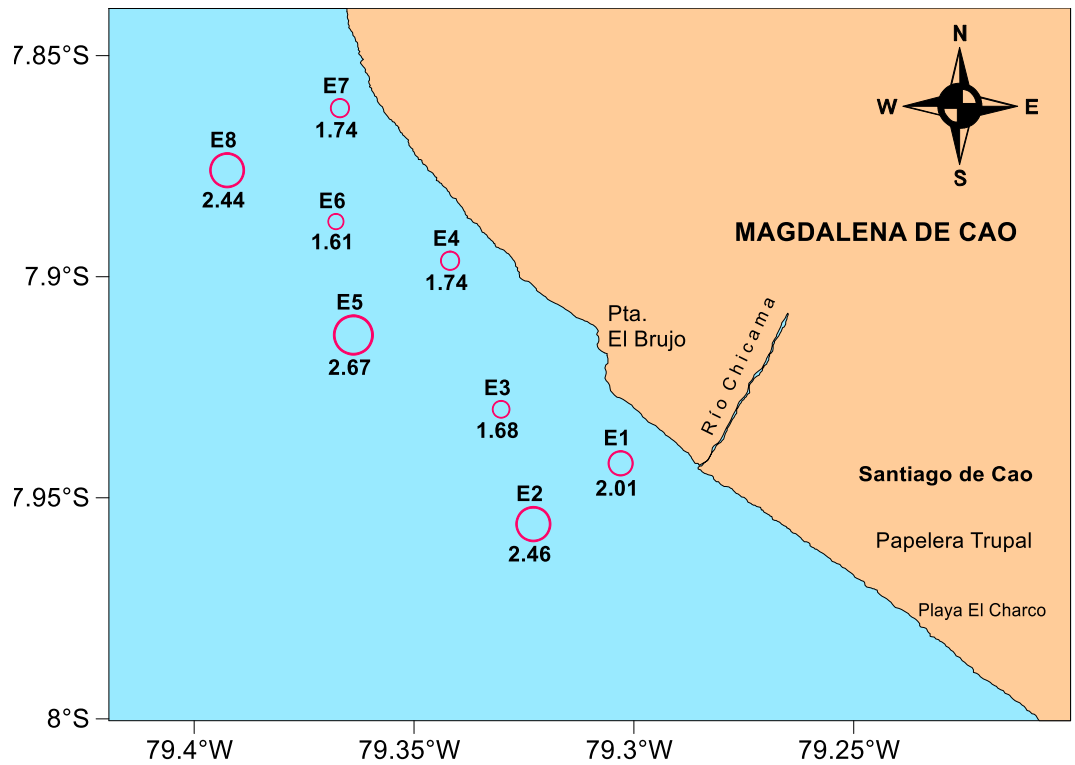 N
7.85°S
E7
W
E
1.74
E8
S
2.44
E6
1.61
E4
MAGDALENA DE CAO
1.74
7.9°S
E5
Pta.
El Brujo
2.67
Río Chicama
E3
1.68
E1
2.01
Santiago de Cao
7.95°S
E2
2.46
Papelera Trupal
Playa El Charco
8°S
79.4°W
79.35°W
79.3°W
79.25°W